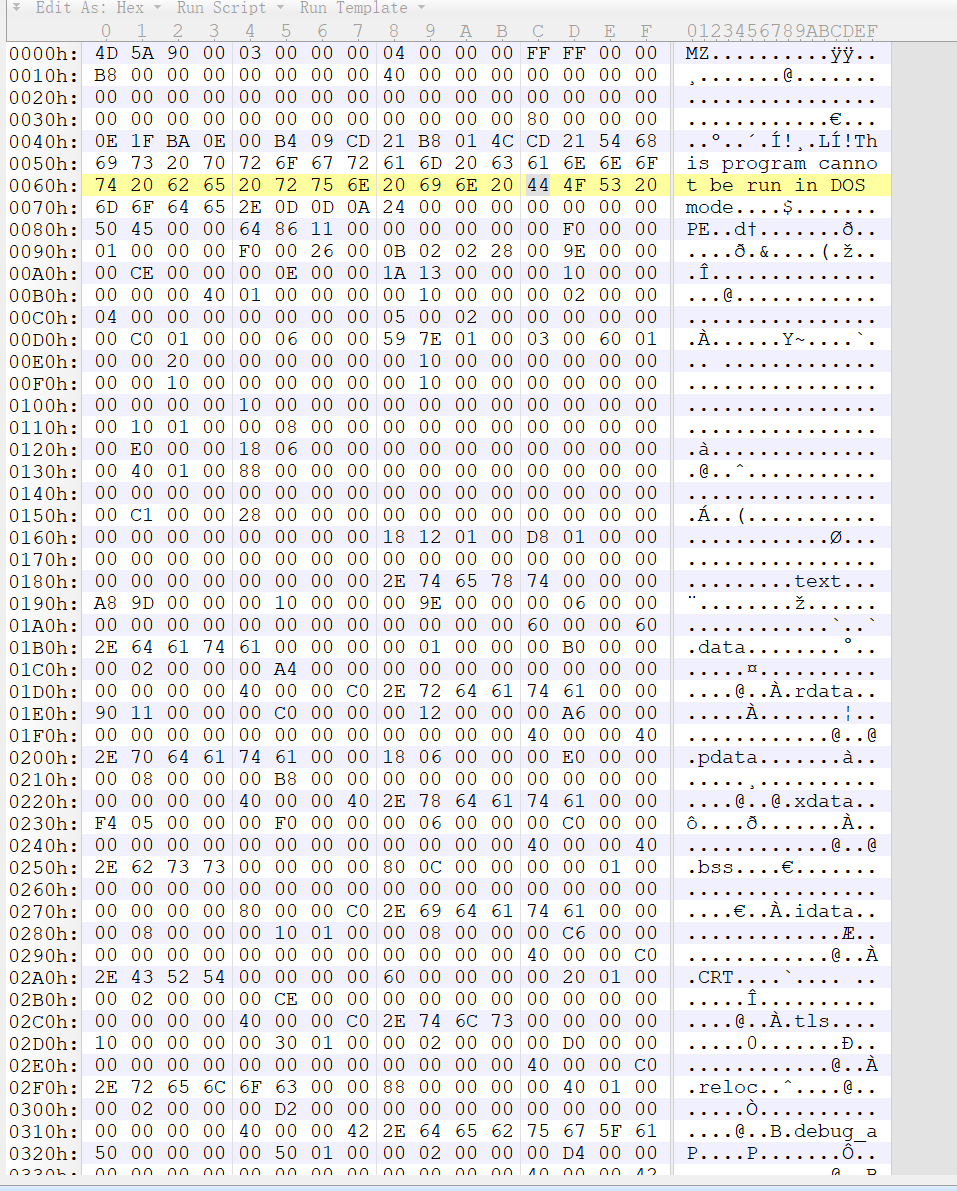 Edit As: Hex Run Script Run Template
0 1 2 3 4 5 6 7 8 9 A B C D E F 0123456789ABCDEF
0000h: 4D 5A 90 00 03 00 00 00 04 00 00 00 FF FF 00 00 MZ..........ÿÿ..
0010h: B8 00 00 00 00 00 00 00 40 00 00 00 00 00 00 00 ¸.......@.......
0020h: 00 00 00 00 00 00 00 00 00 00 00 00 00 00 00 00 ................
0030h: 00 00 00 00 00 00 00 00 00 00 00 00 80 00 00 00 ............€...
0040h: 0E 1F BA 0E 00 B4 09 CD 21 B8 01 4C CD 21 54 68 ..º..´.Í!¸.LÍ!Th
0050h: 69 73 20 70 72 6F 67 72 61 6D 20 63 61 6E 6E 6F is program canno
0060h: 74 20 62 65 20 72 75 6E 20 69 6E 20 44 4F 53 20 t be run in DOS
0070h: 6D 6F 64 65 2E 0D 0D 0A 24 00 00 00 00 00 00 00 mode....$.......
0080h: 50 45 00 00 64 86 11 00 00 00 00 00 00 F0 00 00 PE..d†.......ð..
0090h: 01 00 00 00 F0 00 26 00 0B 02 02 28 00 9E 00 00 ....ð.&....(.ž..
00A0h: 00 CE 00 00 00 0E 00 00 1A 13 00 00 00 10 00 00 .Î..............
00B0h: 00 00 00 40 01 00 00 00 00 10 00 00 00 02 00 00 ...@............
00C0h: 04 00 00 00 00 00 00 00 05 00 02 00 00 00 00 00 ................
00D0h: 00 C0 01 00 00 06 00 00 59 7E 01 00 03 00 60 01 .À......Y~....`.
00E0h: 00 00 20 00 00 00 00 00 00 10 00 00 00 00 00 00 .. .............
00F0h: 00 00 10 00 00 00 00 00 00 10 00 00 00 00 00 00 ................
0100h: 00 00 00 00 10 00 00 00 00 00 00 00 00 00 00 00 ................
0110h: 00 10 01 00 00 08 00 00 00 00 00 00 00 00 00 00 ................
0120h: 00 E0 00 00 18 06 00 00 00 00 00 00 00 00 00 00 .à..............
0130h: 00 40 01 00 88 00 00 00 00 00 00 00 00 00 00 00 .@..ˆ...........
0140h: 00 00 00 00 00 00 00 00 00 00 00 00 00 00 00 00 ................
0150h: 00 C1 00 00 28 00 00 00 00 00 00 00 00 00 00 00 .Á..(...........
0160h: 00 00 00 00 00 00 00 00 18 12 01 00 D8 01 00 00 ............Ø...
0170h: 00 00 00 00 00 00 00 00 00 00 00 00 00 00 00 00 ................
0180h: 00 00 00 00 00 00 00 00 2E 74 65 78 74 00 00 00 .........text...
0190h: A8 9D 00 00 00 10 00 00 00 9E 00 00 00 06 00 00 ¨........ž......
01A0h: 00 00 00 00 00 00 00 00 00 00 00 00 60 00 00 60 ............`..`
01B0h: 2E 64 61 74 61 00 00 00 00 01 00 00 00 B0 00 00 .data........°..
01C0h: 00 02 00 00 00 A4 00 00 00 00 00 00 00 00 00 00 .....¤..........
01D0h: 00 00 00 00 40 00 00 C0 2E 72 64 61 74 61 00 00 ....@..À.rdata..
01E0h: 90 11 00 00 00 C0 00 00 00 12 00 00 00 A6 00 00 .....À.......¦..
01F0h: 00 00 00 00 00 00 00 00 00 00 00 00 40 00 00 40 ............@..@
0200h: 2E 70 64 61 74 61 00 00 18 06 00 00 00 E0 00 00 .pdata.......à..
0210h: 00 08 00 00 00 B8 00 00 00 00 00 00 00 00 00 00 .....¸..........
0220h: 00 00 00 00 40 00 00 40 2E 78 64 61 74 61 00 00 ....@..@.xdata..
0230h: F4 05 00 00 00 F0 00 00 00 06 00 00 00 C0 00 00 ô....ð.......À..
0240h: 00 00 00 00 00 00 00 00 00 00 00 00 40 00 00 40 ............@..@
0250h: 2E 62 73 73 00 00 00 00 80 0C 00 00 00 00 01 00 .bss....€.......
0260h: 00 00 00 00 00 00 00 00 00 00 00 00 00 00 00 00 ................
0270h: 00 00 00 00 80 00 00 C0 2E 69 64 61 74 61 00 00 ....€..À.idata..
0280h: 00 08 00 00 00 10 01 00 00 08 00 00 00 C6 00 00 .............Æ..
0290h: 00 00 00 00 00 00 00 00 00 00 00 00 40 00 00 C0 ............@..À
02A0h: 2E 43 52 54 00 00 00 00 60 00 00 00 00 20 01 00 .CRT....`.... ..
02B0h: 00 02 00 00 00 CE 00 00 00 00 00 00 00 00 00 00 .....Î..........
02C0h: 00 00 00 00 40 00 00 C0 2E 74 6C 73 00 00 00 00 ....@..À.tls....
02D0h: 10 00 00 00 00 30 01 00 00 02 00 00 00 D0 00 00 .....0.......Ð..
02E0h: 00 00 00 00 00 00 00 00 00 00 00 00 40 00 00 C0 ............@..À
02F0h: 2E 72 65 6C 6F 63 00 00 88 00 00 00 00 40 01 00 .reloc..ˆ....@..
0300h: 00 02 00 00 00 D2 00 00 00 00 00 00 00 00 00 00 .....Ò..........
0310h: 00 00 00 00 40 00 00 42 2E 64 65 62 75 67 5F 61 ....@..B.debug_a
0320h: 50 00 00 00 00 50 01 00 00 02 00 00 00 D4 00 00 P....P.......Ô..
0330h: 00 00 00 00 00 00 00 00 00 00 00 00 40 00 00 42 ............@..B